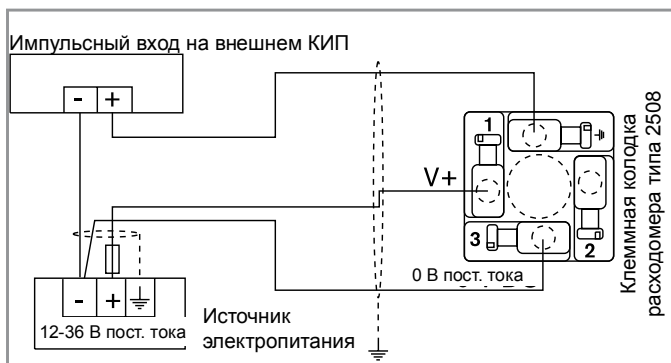 Импульсный вход на внешнем КИП
- +
1
V+
3
2
0 В пост. тока
- +
12-36 В пост. тока
Источник
электропитания
Клеммная колодка
расходомера типа 2508